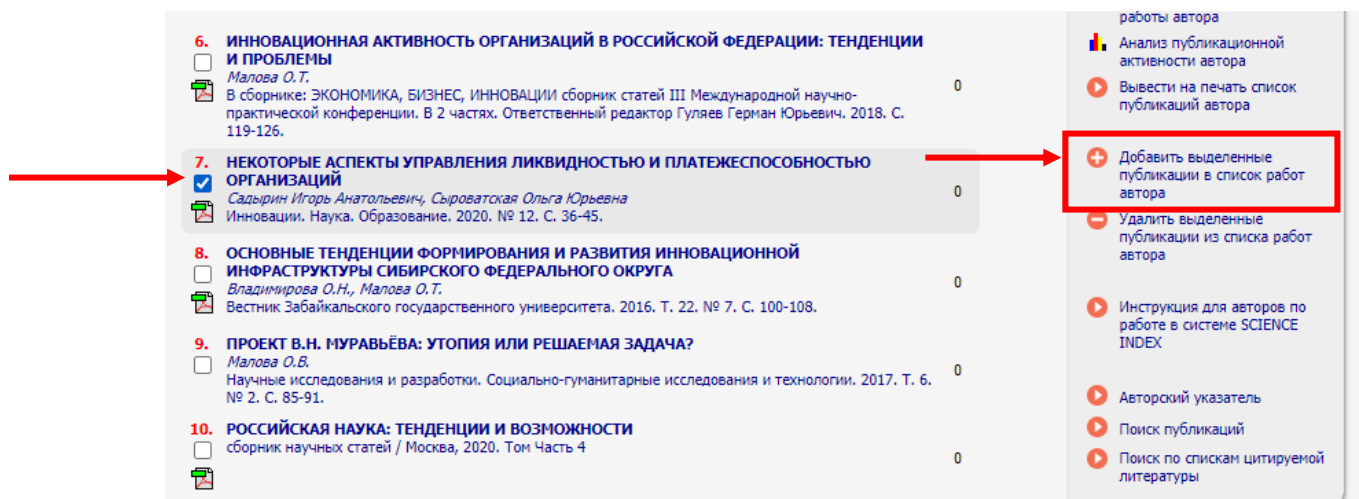 6. ИННОВАЦИОННАЯ АКТИВНОСТЬ ОРГАНИЗАЦИЙ В РОССИЙСКОЙ ФЕДЕРАЦИИ: ТЕНДЕНЦИИ
И ПРОБЛЕМЫ
Малова О.Т.
В сборнике: ЭКОНОМИКА, БИЗНЕС, ИННОВАЦИИ сборник статей III Международной научно-
практической конференции. В 2 частях. Ответственный редактор Гуляев Герман Юрьевич. 2018. С.
119-126.
0
7. НЕКОТОРЫЕ АСПЕКТЫ УПРАВЛЕНИЯ ЛИКВИДНОСТЬЮ И ПЛАТЕЖЕСПОСОБНОСТЬЮ
ОРГАНИЗАЦИЙ
Садырин Игорь Анатольевич, Сыроватская Ольга Юрьевна
Инновации. Наука. Образование. 2020. № 12. С. 36-45.
0
8. ОСНОВНЫЕ ТЕНДЕНЦИИ ФОРМИРОВАНИЯ И РАЗВИТИЯ ИННОВАЦИОННОЙ
ИНФРАСТРУКТУРЫ СИБИРСКОГО ФЕДЕРАЛЬНОГО ОКРУГА
Владимирова О.Н., Малова О.Т.
Вестник Забайкальского государственного университета. 2016. Т. 22. № 7. С. 100-108.
0
9. ПРОЕКТ В.Н. МУРАВЬЁВА: УТОПИЯ ИЛИ РЕШАЕМАЯ ЗАДАЧА?
Малова О.В.
Научные исследования и разработки. Социально-гуманитарные исследования и технологии. 2017. Т. 6.
№ 2. С. 85-91.
0
10. РОССИЙСКАЯ НАУКА: ТЕНДЕНЦИИ И ВОЗМОЖНОСТИ
сборник научных статей / Москва, 2020. Том Часть 4
0
работы автора
Анализ публикационной
активности автора
Вывести на печать список
публикаций автора
Добавить выделенные
публикации в список работ
автора
Удалить выделенные
публикации из списка работ
автора
Инструкция для авторов по
работе в системе SCIENCE
INDEX
Авторский указатель
Поиск публикаций
Поиск по спискам цитируемой
литературы